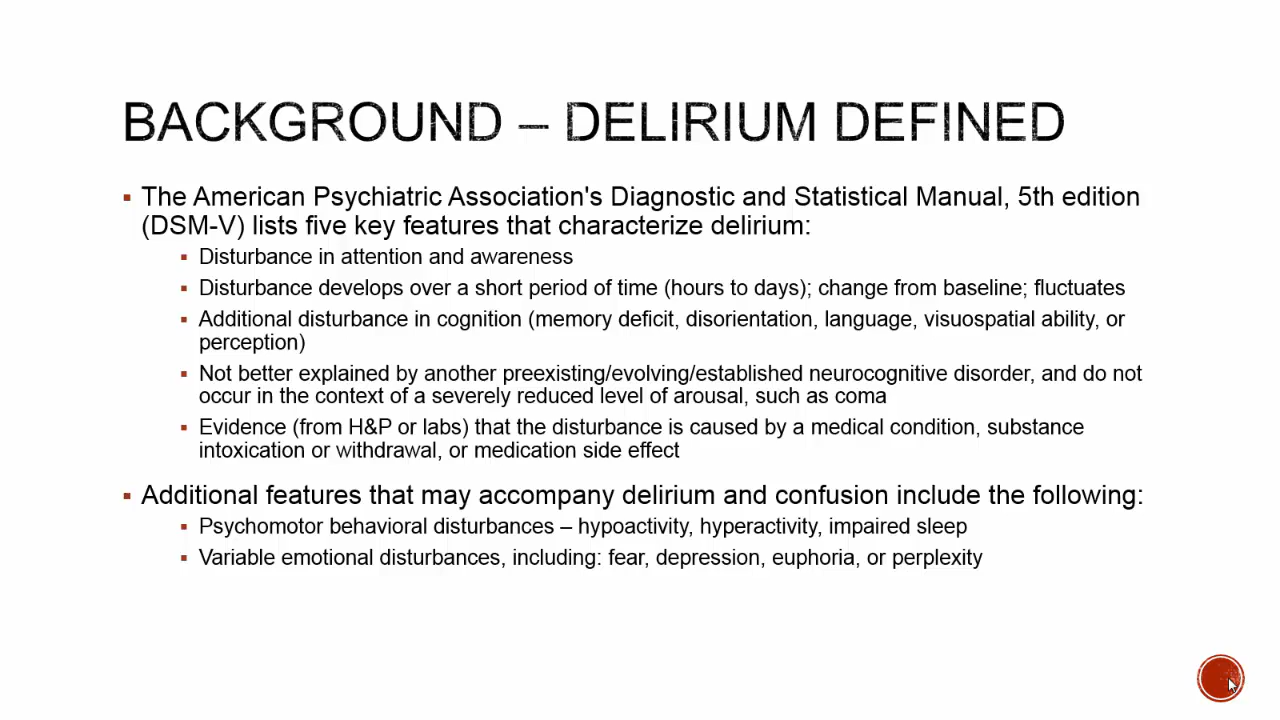 BACKGROUND – DELIRIUM DEFINED
▪ The American Psychiatric Association's Diagnostic and Statistical Manual, 5th edition
(DSM-V) lists five key features that characterize delirium:
▪ Disturbance in attention and awareness
▪ Disturbance develops over a short period of time (hours to days); change from baseline; fluctuates
▪ Additional disturbance in cognition (memory deficit, disorientation, language, visuospatial ability, or
perception)
▪ Not better explained by another preexisting/evolving/established neurocognitive disorder, and do not
occur in the context of a severely reduced level of arousal, such as coma
▪ Evidence (from H&P or labs) that the disturbance is caused by a medical condition, substance
intoxication or withdrawal, or medication side effect
▪ Additional features that may accompany delirium and confusion include the following:
▪ Psychomotor behavioral disturbances – hypoactivity, hyperactivity, impaired sleep
▪ Variable emotional disturbances, including: fear, depression, euphoria, or perplexity